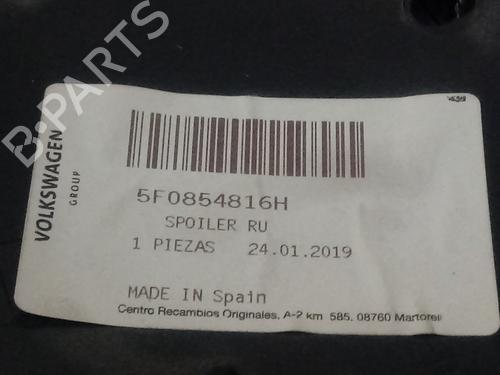 B-PARTS
VOLKSWAGEN
GROUP
5F0854816H
SPOILER RU
1 PIEZAS 24.01.2019
MADE IN Spain
Centro Recambios Originales, A-2 km 585, 08760 Martorell